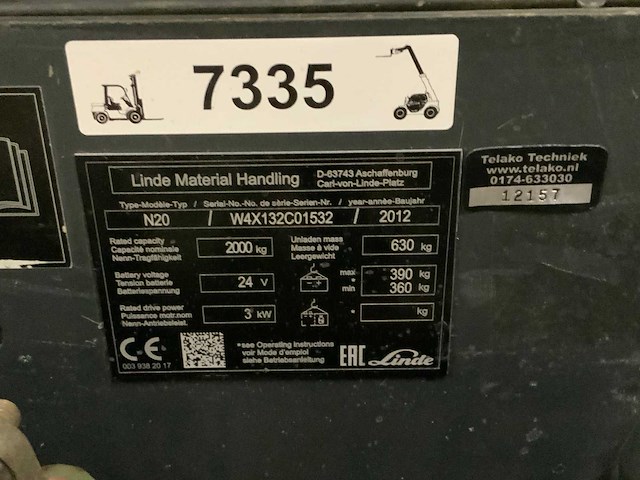 7335
Linde Material Handling
D-63743 Aschaffenburg
Carl-von-Linde-Platz
Type-Modèle-Typ / Serial-No.-No. de série-Serien-Nr. / year-année-Baujahr
N20 / W4X132C01532 / 2012
Rated capacity
Capacité nominale
Nenn-Tragfähigkeit
2000 kg
Unladen mass
Masse à vide
Leergewicht
630 kg
Battery voltage
Tension batterie
Batteriespannung
24 V
max 390 kg
* min 360 kg
Rated drive power
Puissance motr.nom
Nenn-Antriebsleist.
3 kW
* kg
CE
003 938 20 17
*see Operating Instructions
voir Mode d'emploi
siehe Betriebsanleitung
EAC Linde
Telako Techniek
www.telako.nl
0174-633030
12157